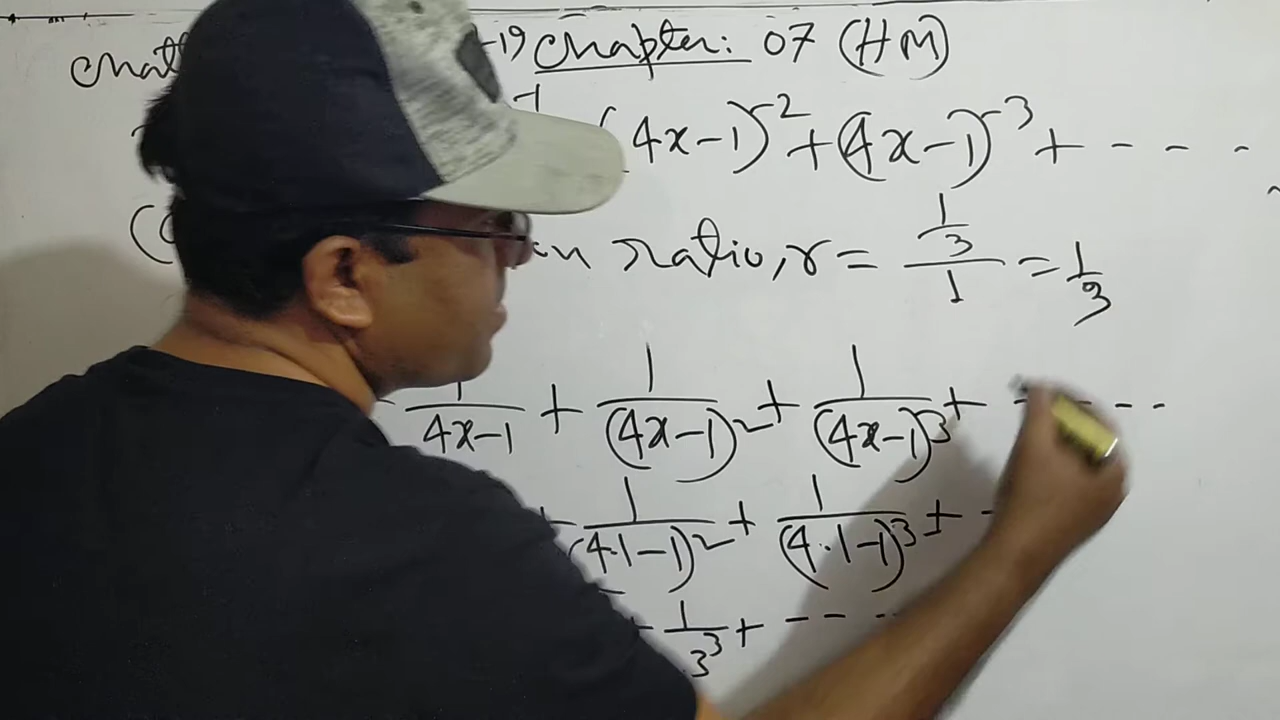 -19 Chapter: 07 (HM)
-1 (4x-1)^-2 + (4x-1)^-3 + - - - -
ratio, r = (1/3)/1 = 1/3
1/(4x-1) + 1/(4x-1)^2 + 1/(4x-1)^3 + - - - -
+ 1/(4·1-1)^2 + 1/(4·1-1)^3 + -
+ 1/3^3 + - - - -